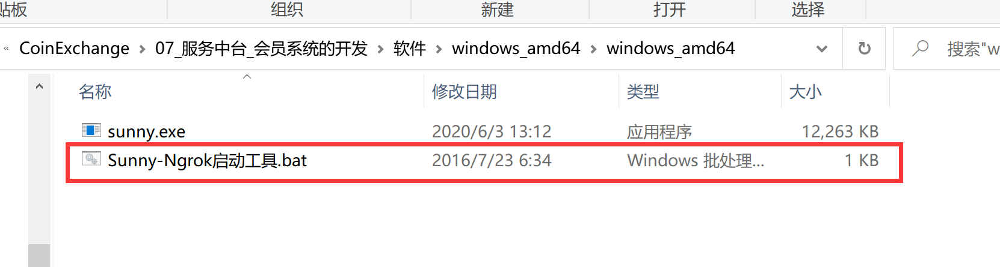 贴板 组织 新建 打开 选择
« CoinExchange › 07_服务中台_会员系统的开发 › 软件 › windows_amd64 › windows_amd64 搜索"w
名称 修改日期 类型 大小
sunny.exe 2020/6/3 13:12 应用程序 12,263 KB
Sunny-Ngrok启动工具.bat 2016/7/23 6:34 Windows 批处理... 1 KB